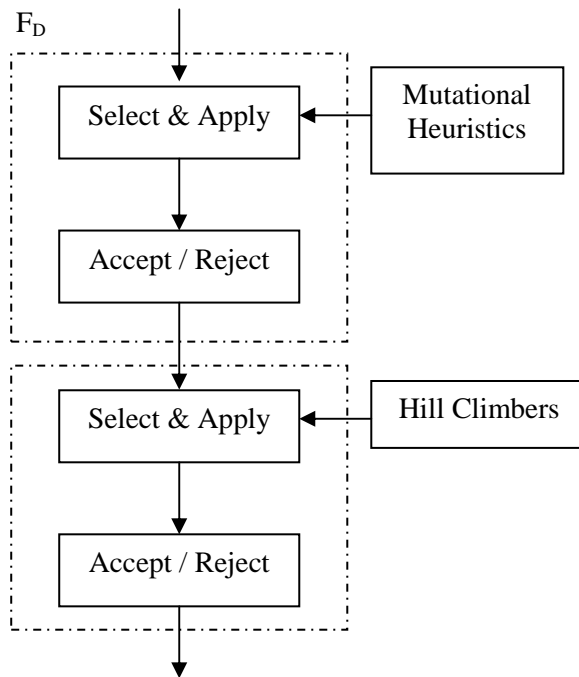 F_D
Select & Apply
Mutational
Heuristics
Accept / Reject
Select & Apply
Hill Climbers
Accept / Reject